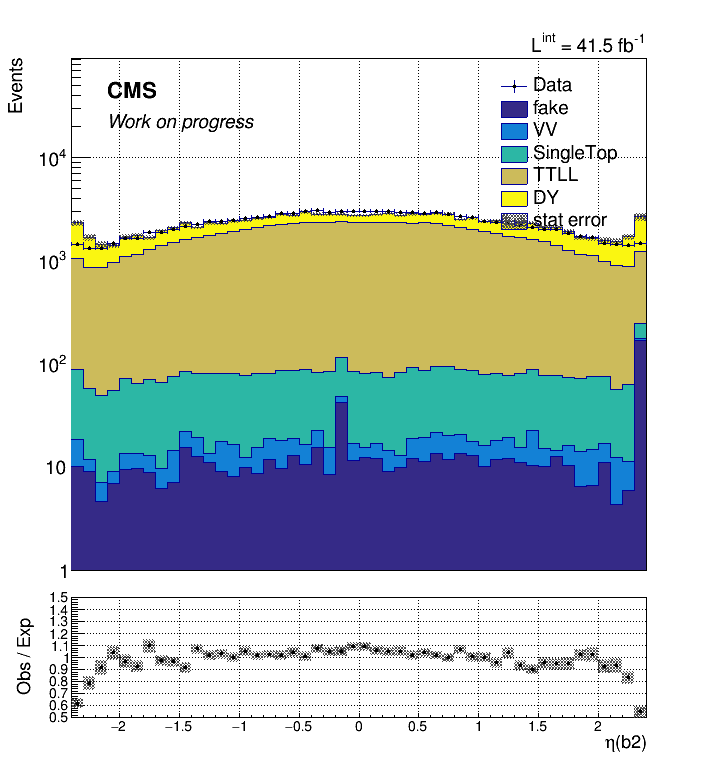 L^int = 41.5 fb^-1
Events
CMS
Work on progress
Data
fake
VV
SingleTop
TTLL
DY
stat error
10^4
10^3
10^2
10
1
Obs / Exp
1.5
1.4
1.3
1.2
1.1
1
0.9
0.8
0.7
0.6
0.5
−2 −1.5 −1 −0.5 0 0.5 1 1.5 2
η(b2)